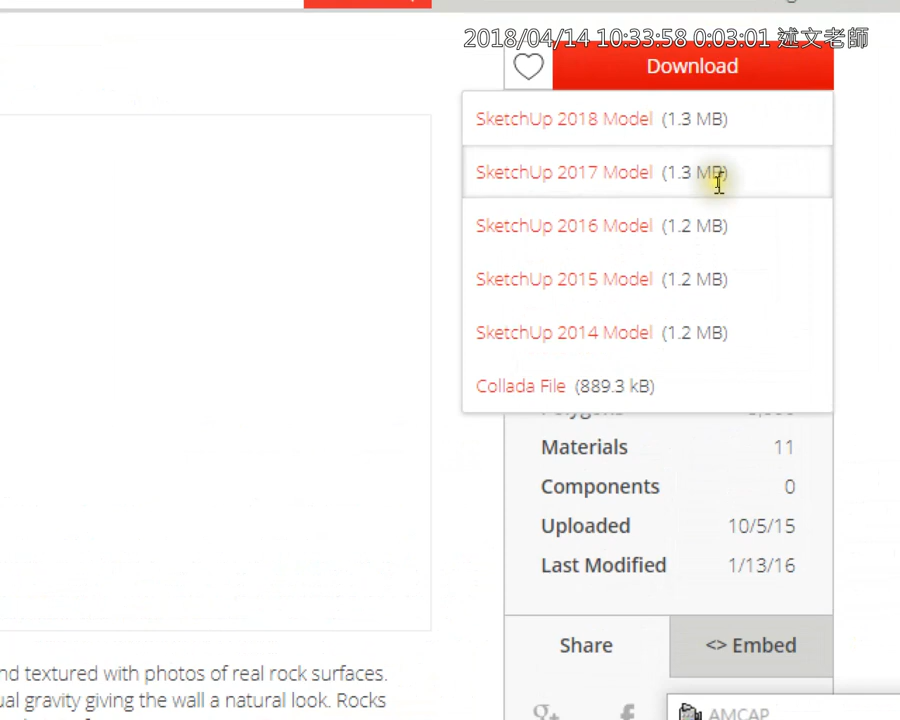 2018/04/14 10:33:58 0:03:01 述文老師
Download
SketchUp 2018 Model (1.3 MB)
SketchUp 2017 Model (1.3 MB)
SketchUp 2016 Model (1.2 MB)
SketchUp 2015 Model (1.2 MB)
SketchUp 2014 Model (1.2 MB)
Collada File (889.3 kB)
Materials 11
Components 0
Uploaded 10/5/15
Last Modified 1/13/16
Share <> Embed
nd textured with photos of real rock surfaces.
ual gravity giving the wall a natural look. Rocks
g+ f AMCAP